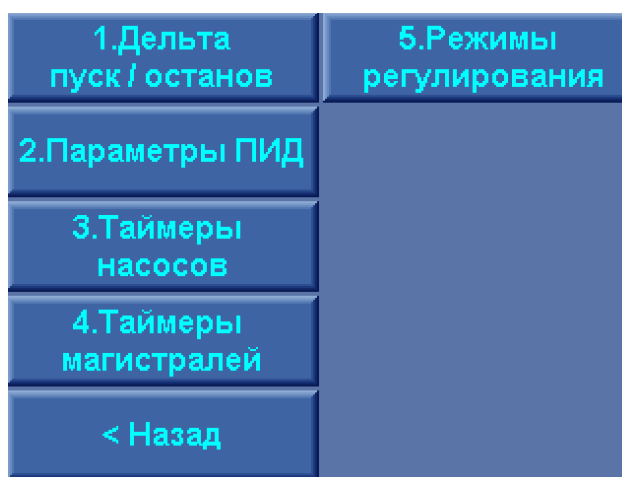 1.Дельта
пуск / останов
2.Параметры ПИД
3.Таймеры
насосов
4.Таймеры
магистралей
< Назад
5.Режимы
регулирования